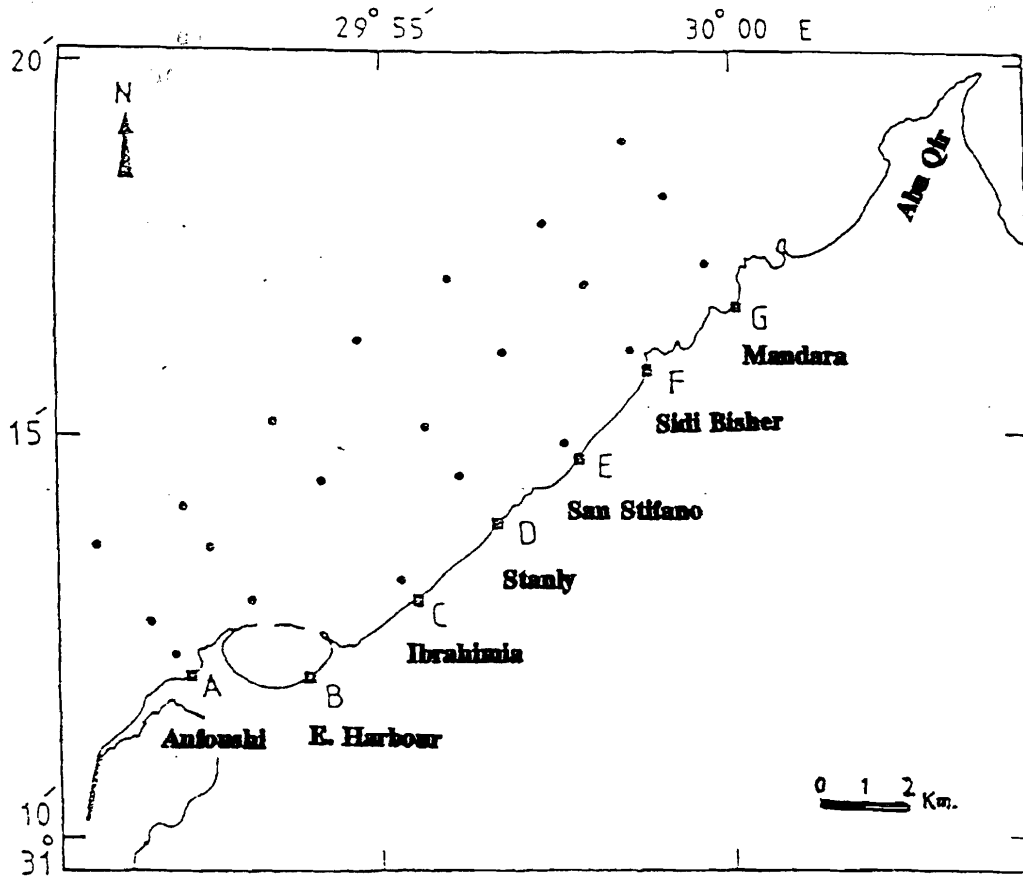 29° 55′
30° 00 E
20′
N
Abu Qir
G
Mandara
F
Sidi Bisher
15′
E
San Stifano
D
Stanly
C
Ibrahimia
A
B
Anfoushi
E. Harbour
0 1 2 Km.
10′
31°